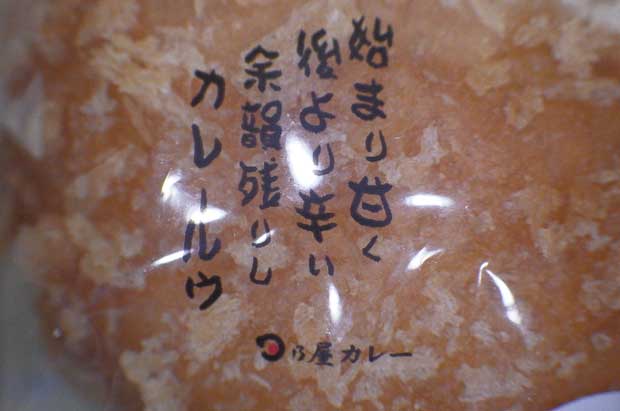 始まり甘く
後より辛い
余韻残りし
カレールウ
乃屋カレー